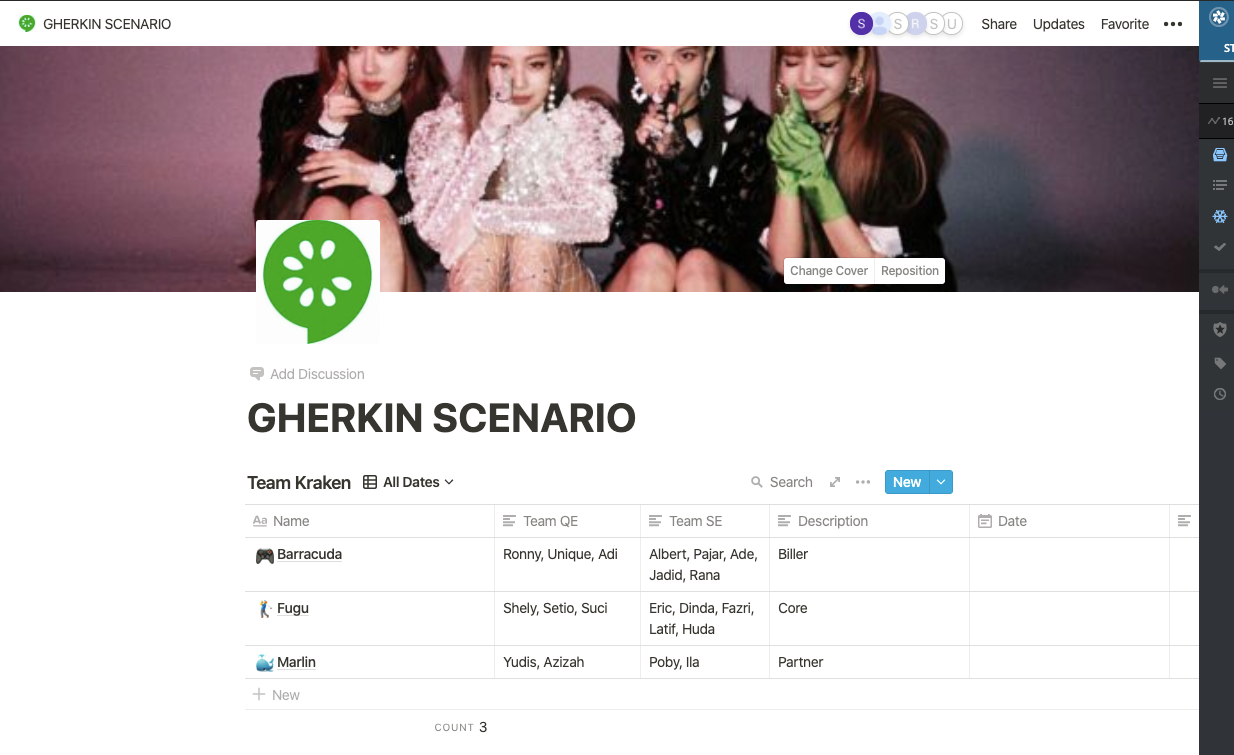 GHERKIN SCENARIO
S S R S U Share Updates Favorite
ST
16
Change Cover Reposition
Add Discussion
GHERKIN SCENARIO
Team Kraken All Dates Search New
Aa Name Team QE Team SE Description Date
Barracuda Ronny, Unique, Adi Albert, Pajar, Ade, Biller
Jadid, Rana
Fugu Shely, Setio, Suci Eric, Dinda, Fazri, Core
Latif, Huda
Marlin Yudis, Azizah Poby, Ila Partner
New
COUNT 3